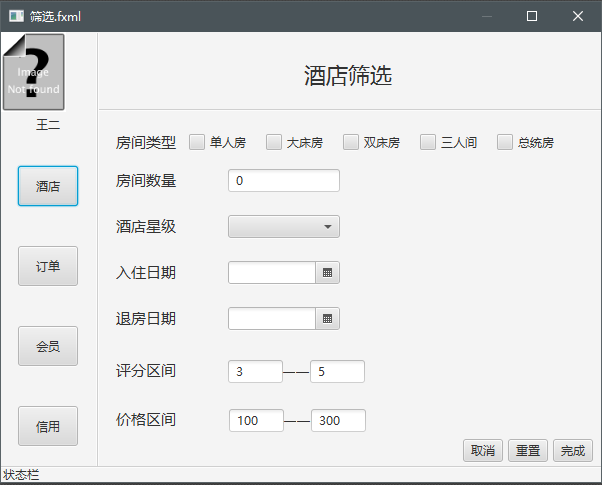 筛选.fxml
Image
Not found
王二
酒店
订单
会员
信用
酒店筛选
房间类型 单人房 大床房 双床房 三人间 总统房
房间数量 0
酒店星级
入住日期
退房日期
评分区间 3 —— 5
价格区间 100 —— 300
取消 重置 完成
状态栏